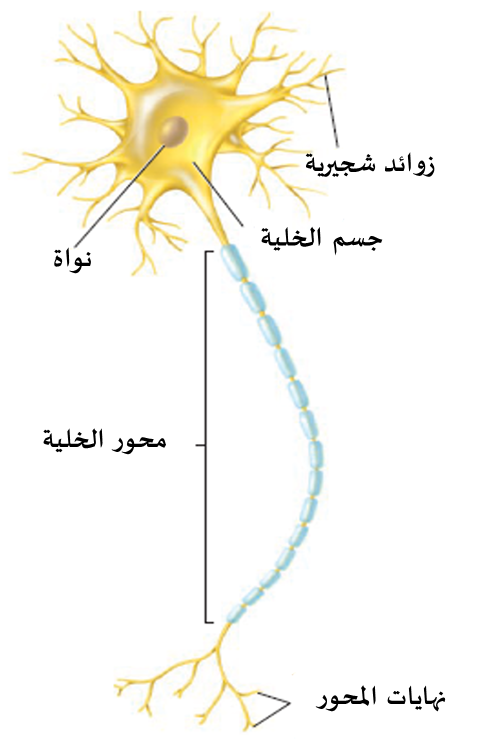 زوائد شجيرية
جسم الخلية
نواة
محور الخلية
نهايات المحور